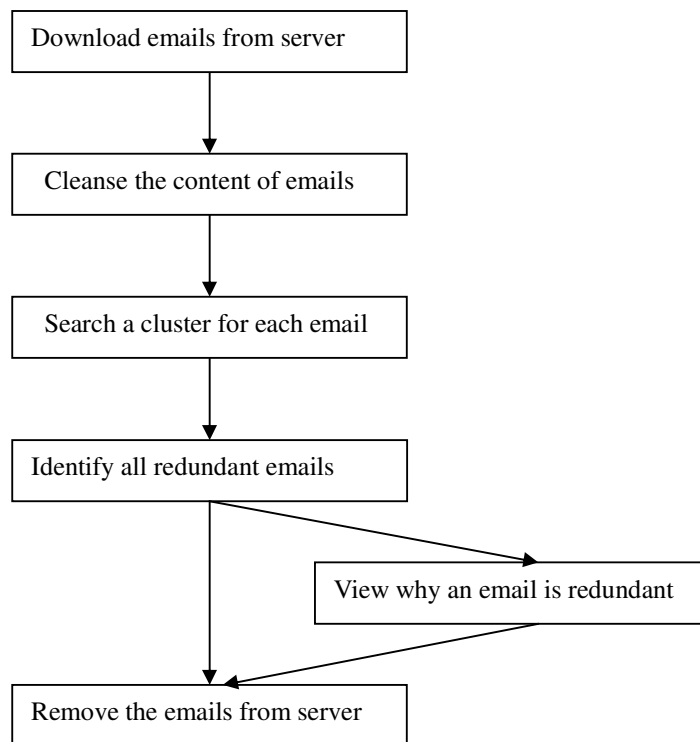 Download emails from server
Cleanse the content of emails
Search a cluster for each email
Identify all redundant emails
View why an email is redundant
Remove the emails from server